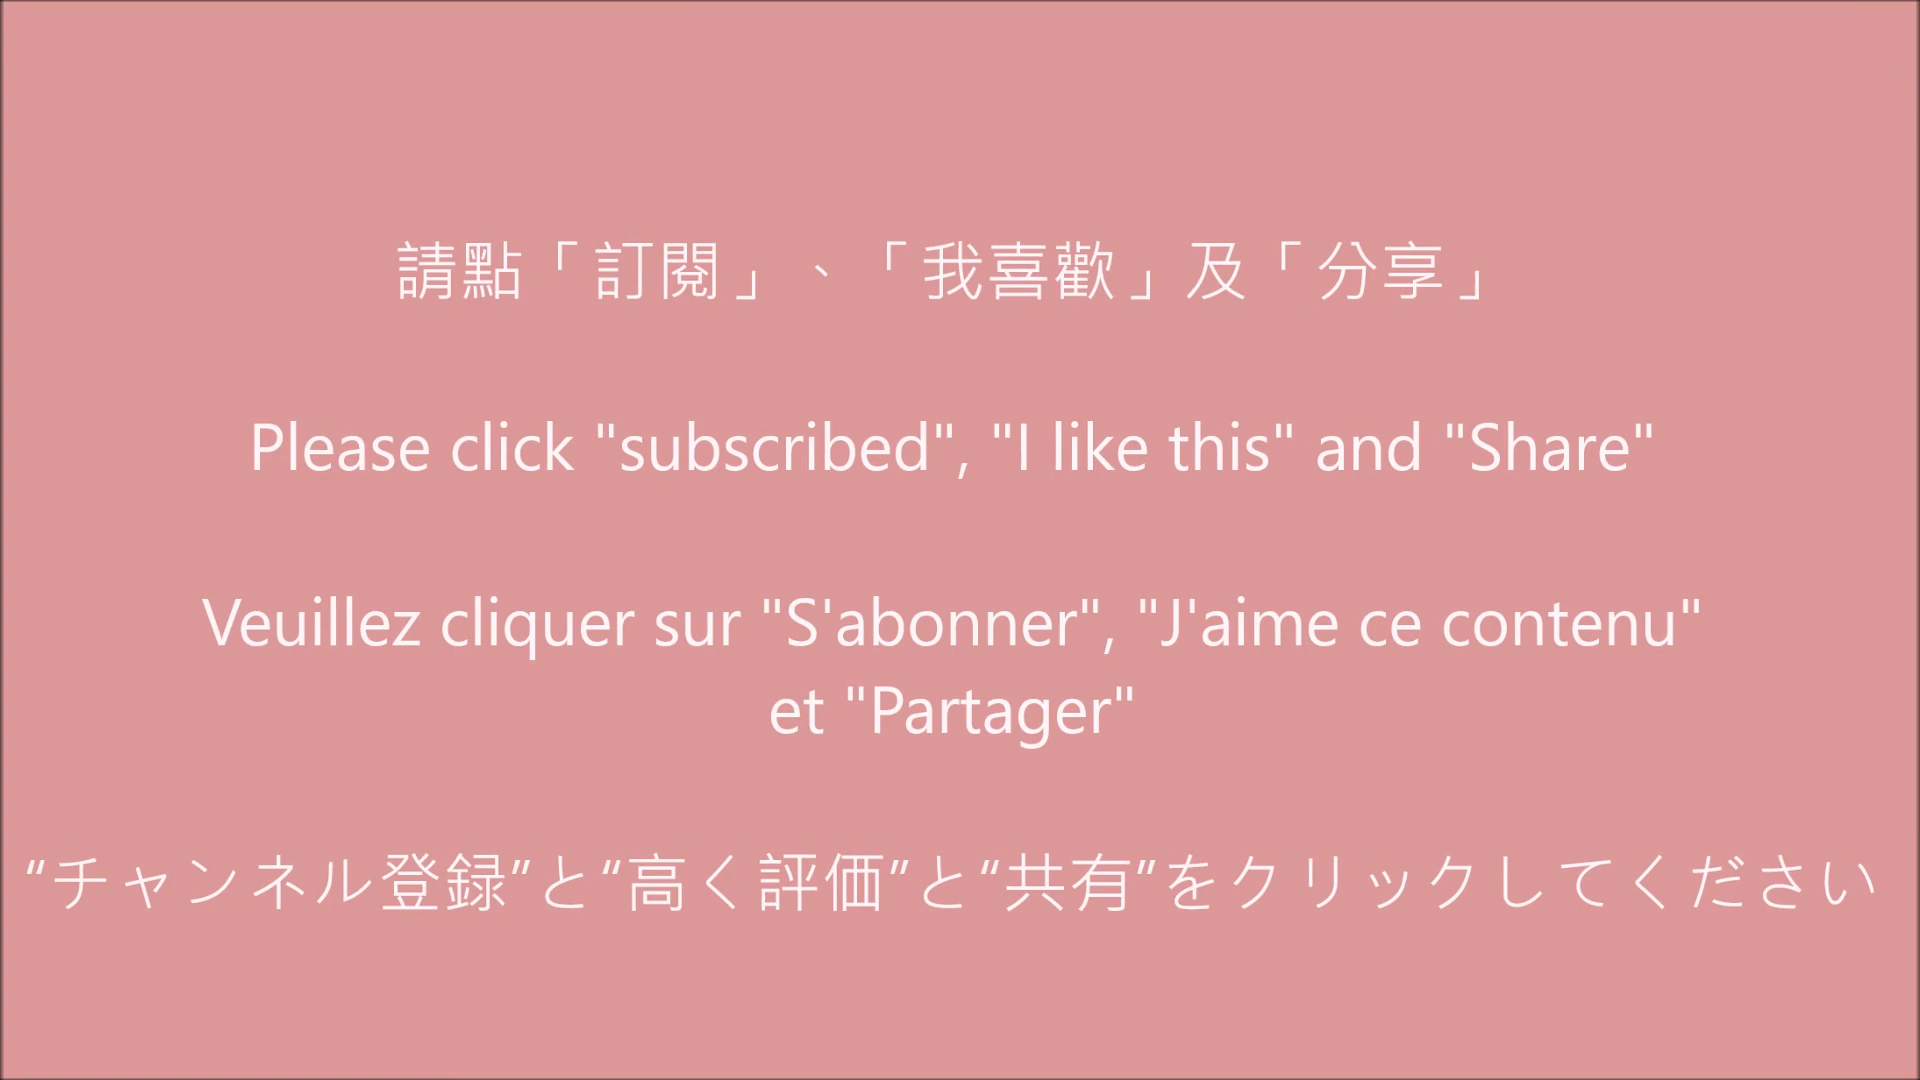 請點「訂閱」、「我喜歡」及「分享」
Please click "subscribed", "I like this" and "Share"
Veuillez cliquer sur "S'abonner", "J'aime ce contenu"
et "Partager"
“チャンネル登録”と“高く評価”と“共有”をクリックしてください